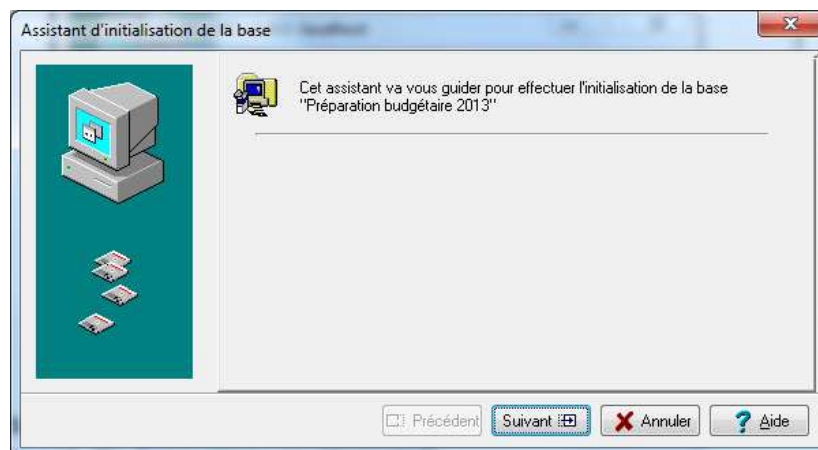 Assistant d'initialisation de la base
Cet assistant va vous guider pour effectuer l'initialisation de la base
"Préparation budgétaire 2013"
Précédent Suivant Annuler Aide